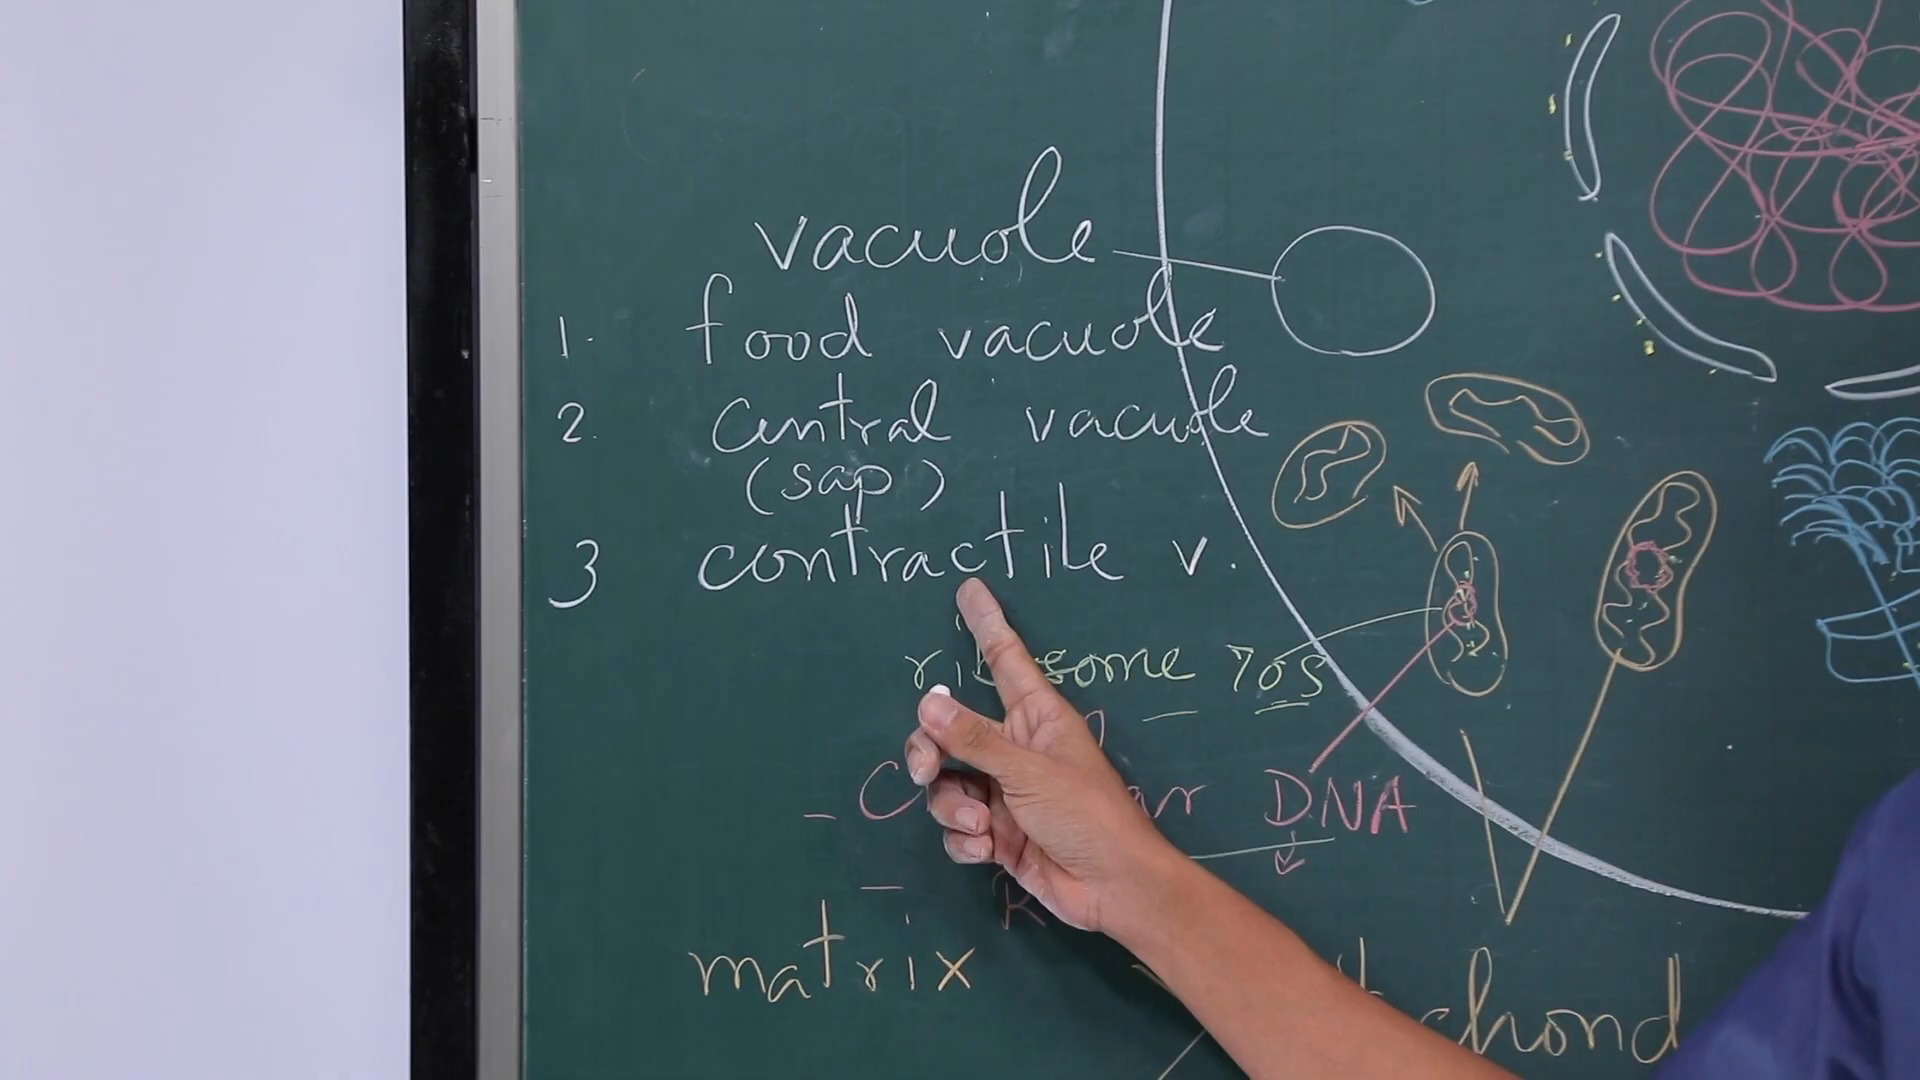 vacuole
1. food vacuole
2. central vacuole
(sap)
3 contractile v.
70s
DNA
matrix